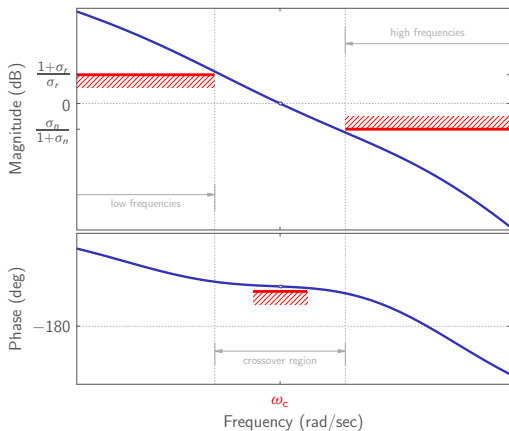 high frequencies
Magnitude (dB)
1+σr
σr
0
σn
1+σn
low frequencies
Phase (deg)
−180
crossover region
ωc
Frequency (rad/sec)